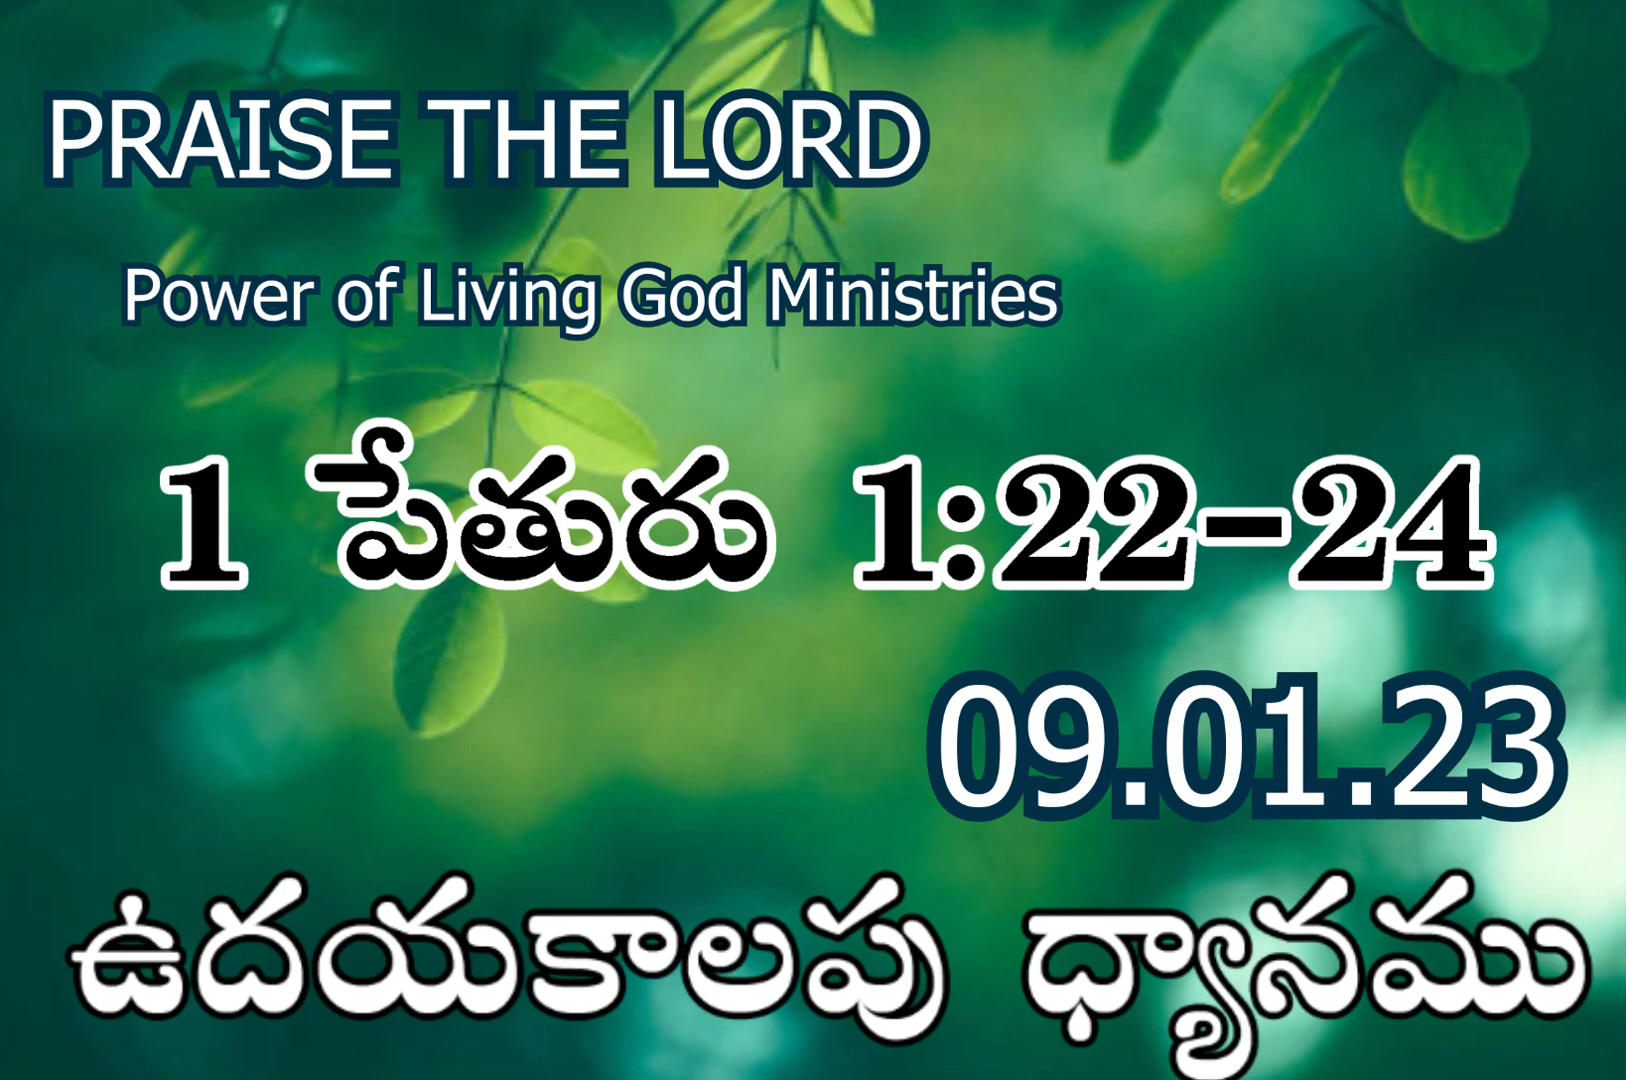 PRAISE THE LORD
Power of Living God Ministries
1 పేతురు 1:22-24
09.01.23
ఉదయకాలపు ధ్యానము